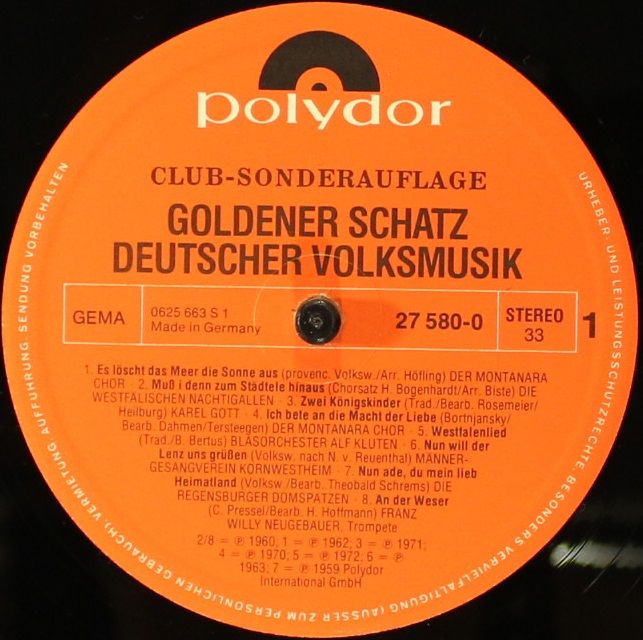 polydor
CLUB-SONDERAUFLAGE
GOLDENER SCHATZ
DEUTSCHER VOLKSMUSIK
GEMA
0625 663 S 1
Made in Germany
27 580-0
STEREO
33
1
1. Es löscht das Meer die Sonne aus (provenc. Volksw./Arr. Höfling) DER MONTANARA
CHOR · 2. Muß i denn zum Städtele hinaus (Chorsatz H. Bogenhardt/Arr. Biste) DIE
WESTFÄLISCHEN NACHTIGALLEN · 3. Zwei Königskinder (Trad./Bearb. Rosemeier/
Heilburg) KAREL GOTT · 4. Ich bete an die Macht der Liebe (Bortnjansky/
Bearb. Dahmen/Tersteegen) DER MONTANARA CHOR · 5. Westfalenlied
(Trad./B. Bertus) BLASORCHESTER ALF KLUTEN · 6. Nun will der
Lenz uns grüßen (Volksw. nach N. v. Reuenthal) MÄNNER-
GESANGVEREIN KORNWESTHEIM · 7. Nun ade, du mein lieb
Heimatland (Volksw./Bearb. Theobald Schrems) DIE
REGENSBURGER DOMSPATZEN · 8. An der Weser
(C. Pressel/Bearb. H. Hoffmann) FRANZ
WILLY NEUGEBAUER, Trompete
2/8 = ℗ 1960; 1 = ℗ 1962; 3 = ℗ 1971;
4 = ℗ 1970; 5 = ℗ 1972; 6 = ℗
1963; 7 = ℗ 1959 Polydor
International GmbH
URHEBER- UND LEISTUNGSSCHUTZRECHTE, BESONDERS VERVIELFÄLTIGUNG (AUSSER ZUM PERSÖNLICHEN GEBRAUCH), VERMIETUNG, AUFFÜHRUNG, SENDUNG VORBEHALTEN